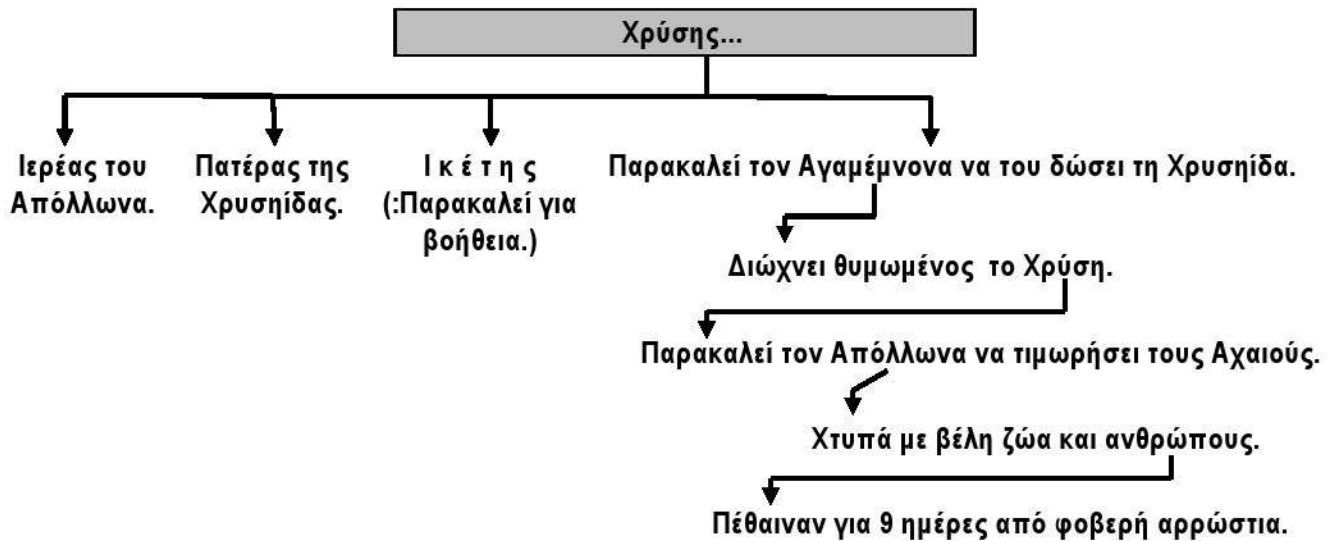 Χρύσης...
Ιερέας του
Απόλλωνα.
Πατέρας της
Χρυσηίδας.
Ι κ έ τ η ς
(:Παρακαλεί για
βοήθεια.)
Παρακαλεί τον Αγαμέμνονα να του δώσει τη Χρυσηίδα.
Διώχνει θυμωμένος το Χρύση.
Παρακαλεί τον Απόλλωνα να τιμωρήσει τους Αχαιούς.
Χτυπά με βέλη ζώα και ανθρώπους.
Πέθαιναν για 9 ημέρες από φοβερή αρρώστια.